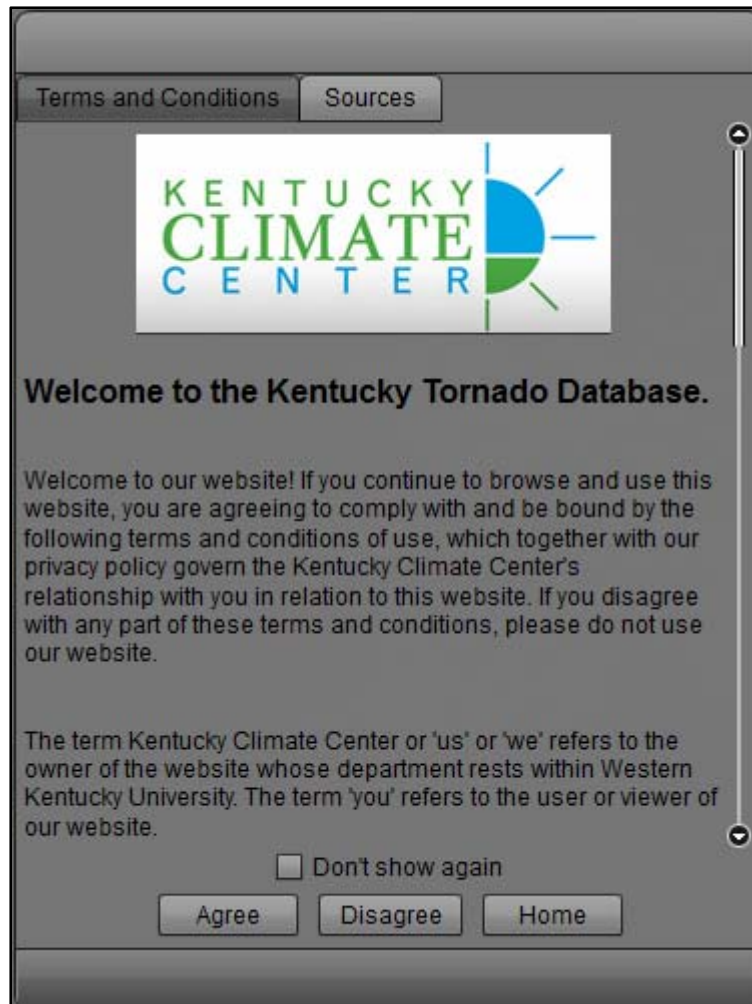 Terms and Conditions Sources
KENTUCKY
CLIMATE
CENTER
Welcome to the Kentucky Tornado Database.
Welcome to our website! If you continue to browse and use this
website, you are agreeing to comply with and be bound by the
following terms and conditions of use, which together with our
privacy policy govern the Kentucky Climate Center's
relationship with you in relation to this website. If you disagree
with any part of these terms and conditions, please do not use
our website.
The term Kentucky Climate Center or 'us' or 'we' refers to the
owner of the website whose department rests within Western
Kentucky University. The term 'you' refers to the user or viewer of
our website.
Don't show again
Agree Disagree Home